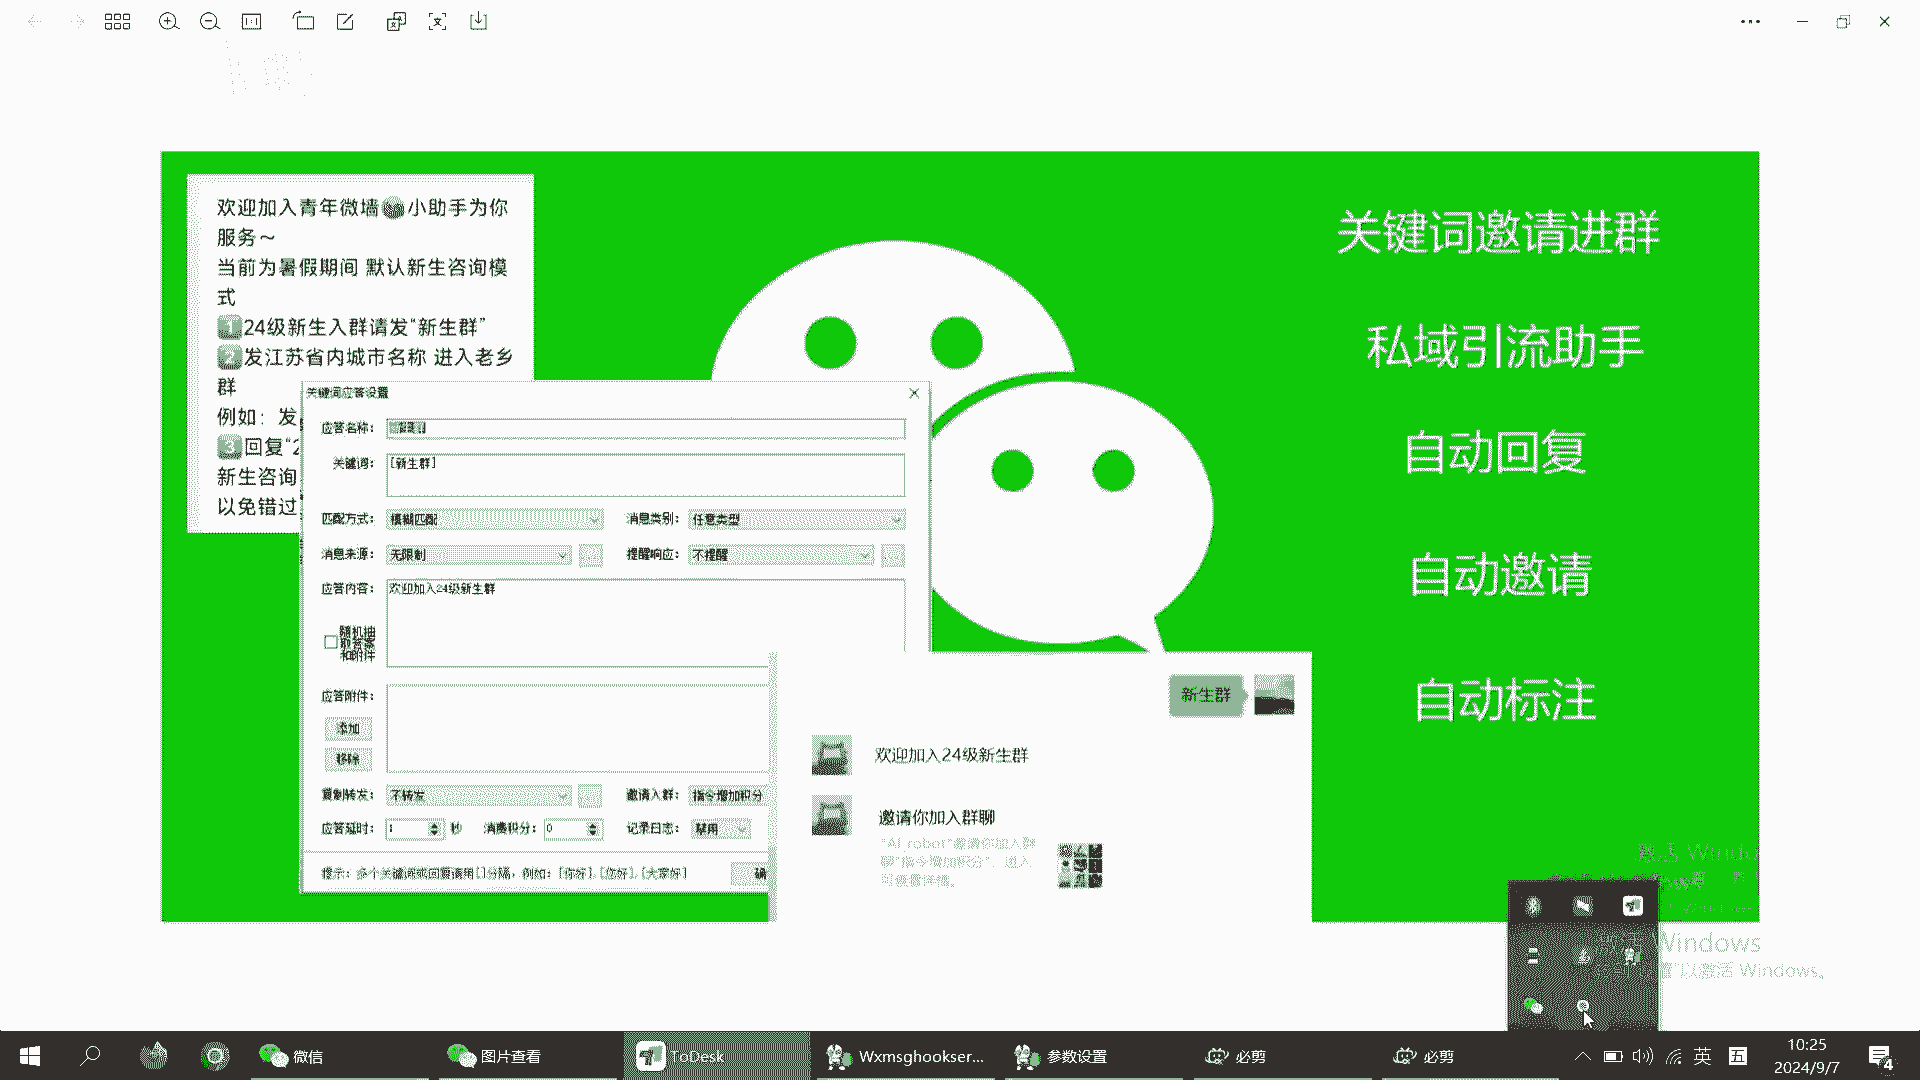 欢迎加入青年微墙小助手为你
服务～
当前为暑假期间 默认新生咨询模
式
1 24级新生入群请发“新生群”
2 发江苏省内城市名称 进入老乡
群
例如：发
3 回复“2
新生咨询
以免错过
关键词应答设置
应答名称：
关键词：
[新生群]
匹配方式：
模糊匹配
消息类别：
任意类型
消息来源：
无限制
提醒响应：
不提醒
应答内容：
欢迎加入24级新生群
随机抽
取答案
和附件
应答附件：
添加
移除
复制转发：
不转发
邀请入群：
指令增加积分
应答延时：
1
秒
消费积分：
0
记录日志：
禁用
提示：多个关键词或回复请用[]分隔，例如：[你好],[您好],[大家好]
确
新生群
欢迎加入24级新生群
邀请你加入群聊
"AI robot"邀请你加入群
聊"指令增加积分"，进入
可查看详情。
关键词邀请进群
私域引流助手
自动回复
自动邀请
自动标注
激活 Windo
Windows
以激活 Windows。
微信
图片查看
ToDesk
Wxmsghookser...
参数设置
必剪
必剪
英
五
10:25
2024/9/7
4